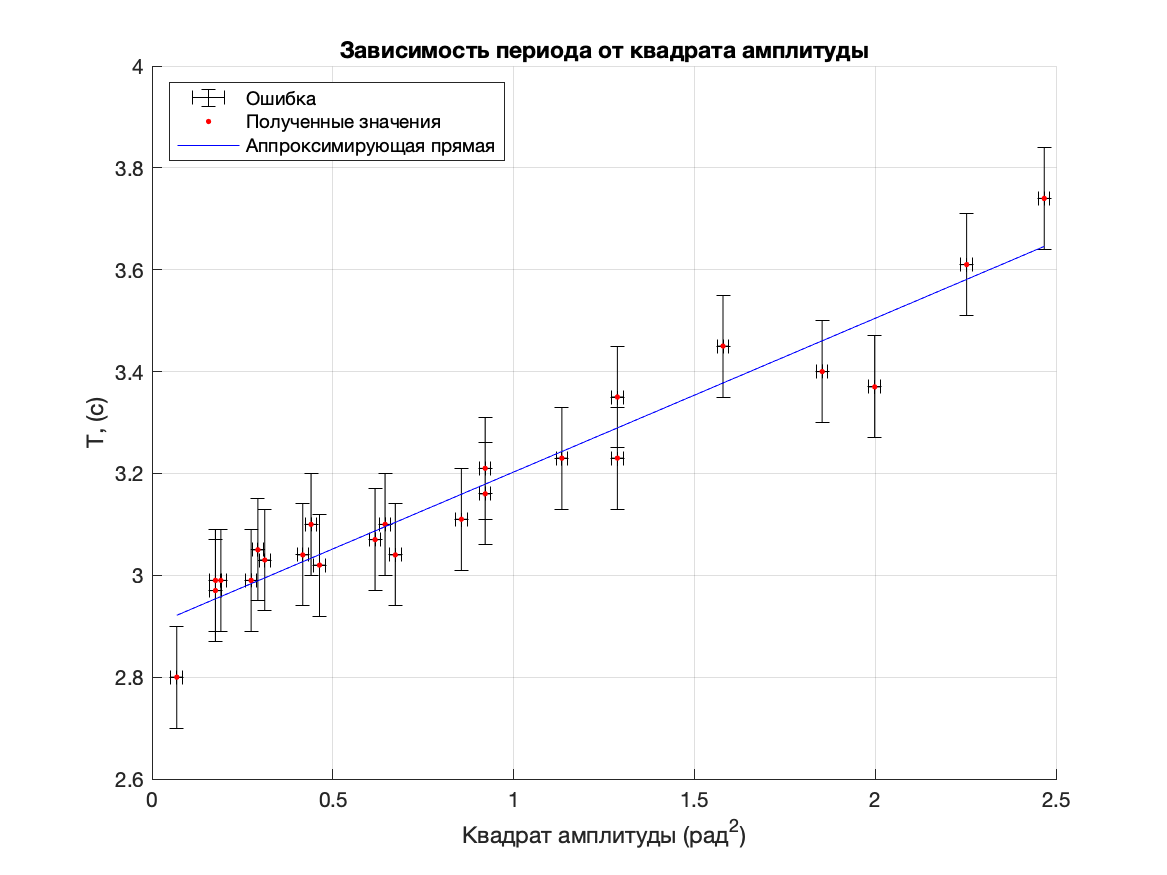 Зависимость периода от квадрата амплитуды
Ошибка
Полученные значения
Аппроксимирующая прямая
T, (с)
4
3.8
3.6
3.4
3.2
3
2.8
2.6
0 0.5 1 1.5 2 2.5
Квадрат амплитуды (рад²)